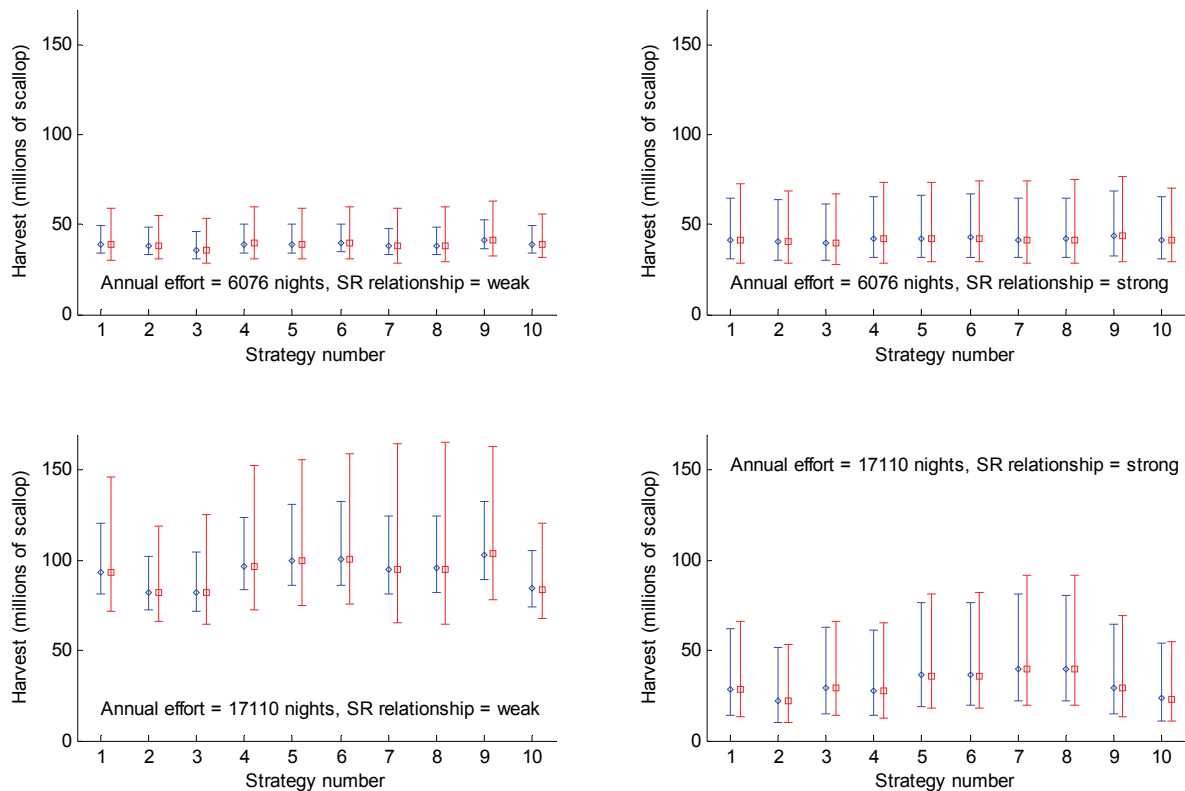 Harvest (millions of scallop)
150
100
50
0
Annual effort = 6076 nights, SR relationship = weak
1 2 3 4 5 6 7 8 9 10
Strategy number
Harvest (millions of scallop)
150
100
50
0
Annual effort = 6076 nights, SR relationship = strong
1 2 3 4 5 6 7 8 9 10
Strategy number
Harvest (millions of scallop)
150
100
50
0
Annual effort = 17110 nights, SR relationship = weak
1 2 3 4 5 6 7 8 9 10
Strategy number
Harvest (millions of scallop)
150
100
50
0
Annual effort = 17110 nights, SR relationship = strong
1 2 3 4 5 6 7 8 9 10
Strategy number